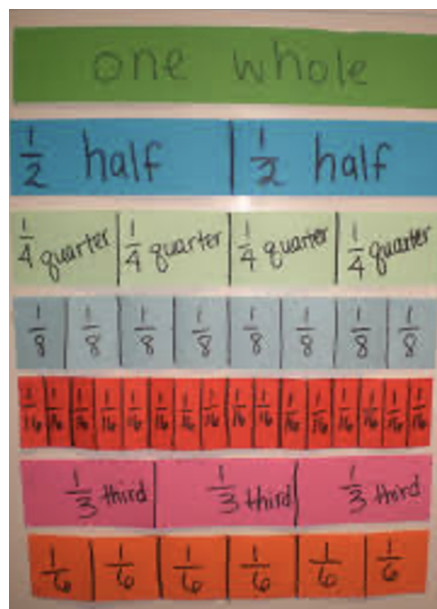 one whole
1/2 half 1/2 half
1/4 quarter 1/4 quarter 1/4 quarter 1/4 quarter
1/8 1/8 1/8 1/8 1/8 1/8 1/8 1/8
1/16 1/16 1/16 1/16 1/16 1/16 1/16 1/16 1/16 1/16 1/16 1/16 1/16 1/16 1/16 1/16
1/3 third 1/3 third 1/3 third
1/6 1/6 1/6 1/6 1/6 1/6